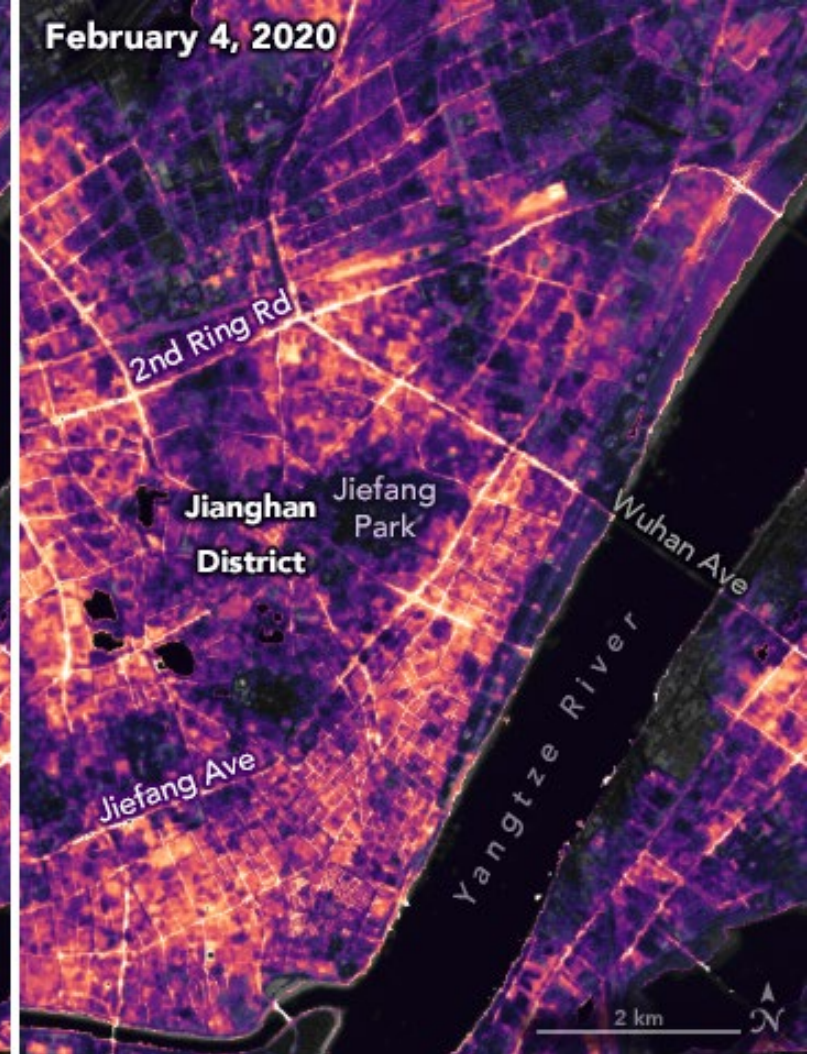 February 4, 2020
2nd Ring Rd
Jiefang
Park
Jianghan
District
Wuhan Ave
Yangtze River
Jiefang Ave
2 km
N